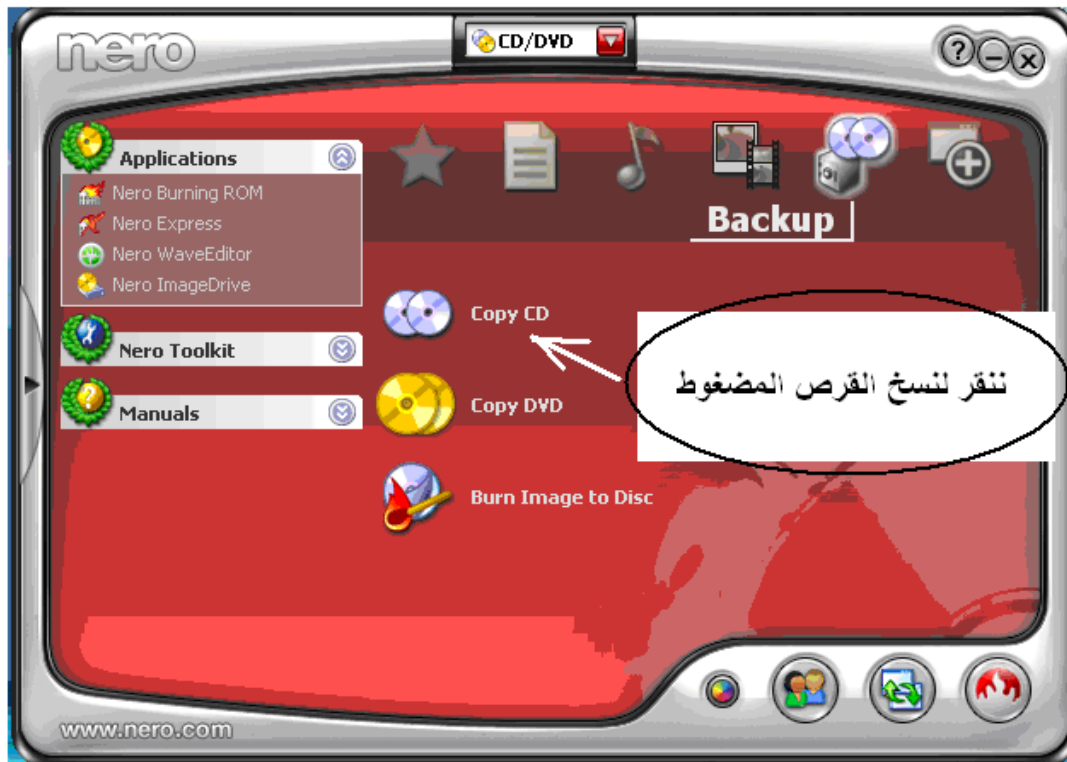 nero
CD/DVD
Applications
Nero Burning ROM
Nero Express
Nero WaveEditor
Nero ImageDrive
Nero Toolkit
Manuals
Backup
Copy CD
Copy DVD
Burn Image to Disc
ننقر لنسخ القرص المضغوط
www.nero.com